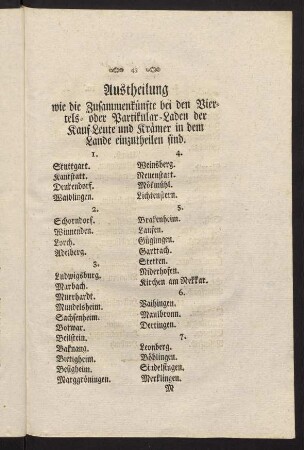 41
Austheilung
wie die Zusammenkünfte bei den Vier-
tels- oder Partikular-Laden der
Kauf-Leute und Krämer in dem
Lande einzutheilen sind.
1.
Stuttgart.
Kantstatt.
Denkendorf.
Waiblingen.
2.
Schorndorf.
Winnenden.
Lorch.
Adelberg.
3.
Ludwigsburg.
Marbach.
Murrhardt.
Mundelsheim.
Sachsenheim.
Botwar.
Beilstein.
Baknang.
Bietigheim.
Besigheim.
Marggröningen.
4.
Weinsberg.
Neuenstatt.
Mökmühl.
Lichtenstern.
5.
Brakenheim.
Laufen.
Güglingen.
Gartach.
Stetten.
Niderhofen.
Kirchen am Nekkar.
6.
Vaihingen.
Maulbronn.
Derdingen.
7.
Leonberg.
Böblingen.
Sindelfingen.
Merklingen.
M